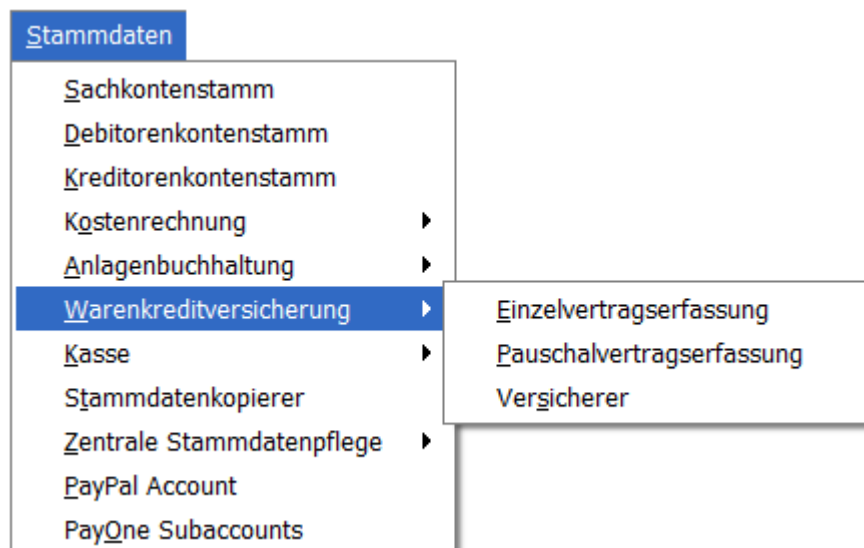 Stammdaten
Sachkontenstamm
Debitorenkontenstamm
Kreditorenkontenstamm
Kostenrechnung
Anlagenbuchhaltung
Warenkreditversicherung
Einzelvertragserfassung
Kasse
Pauschalvertragserfassung
Stammdatenkopierer
Versicherer
Zentrale Stammdatenpflege
PayPal Account
PayOne Subaccounts